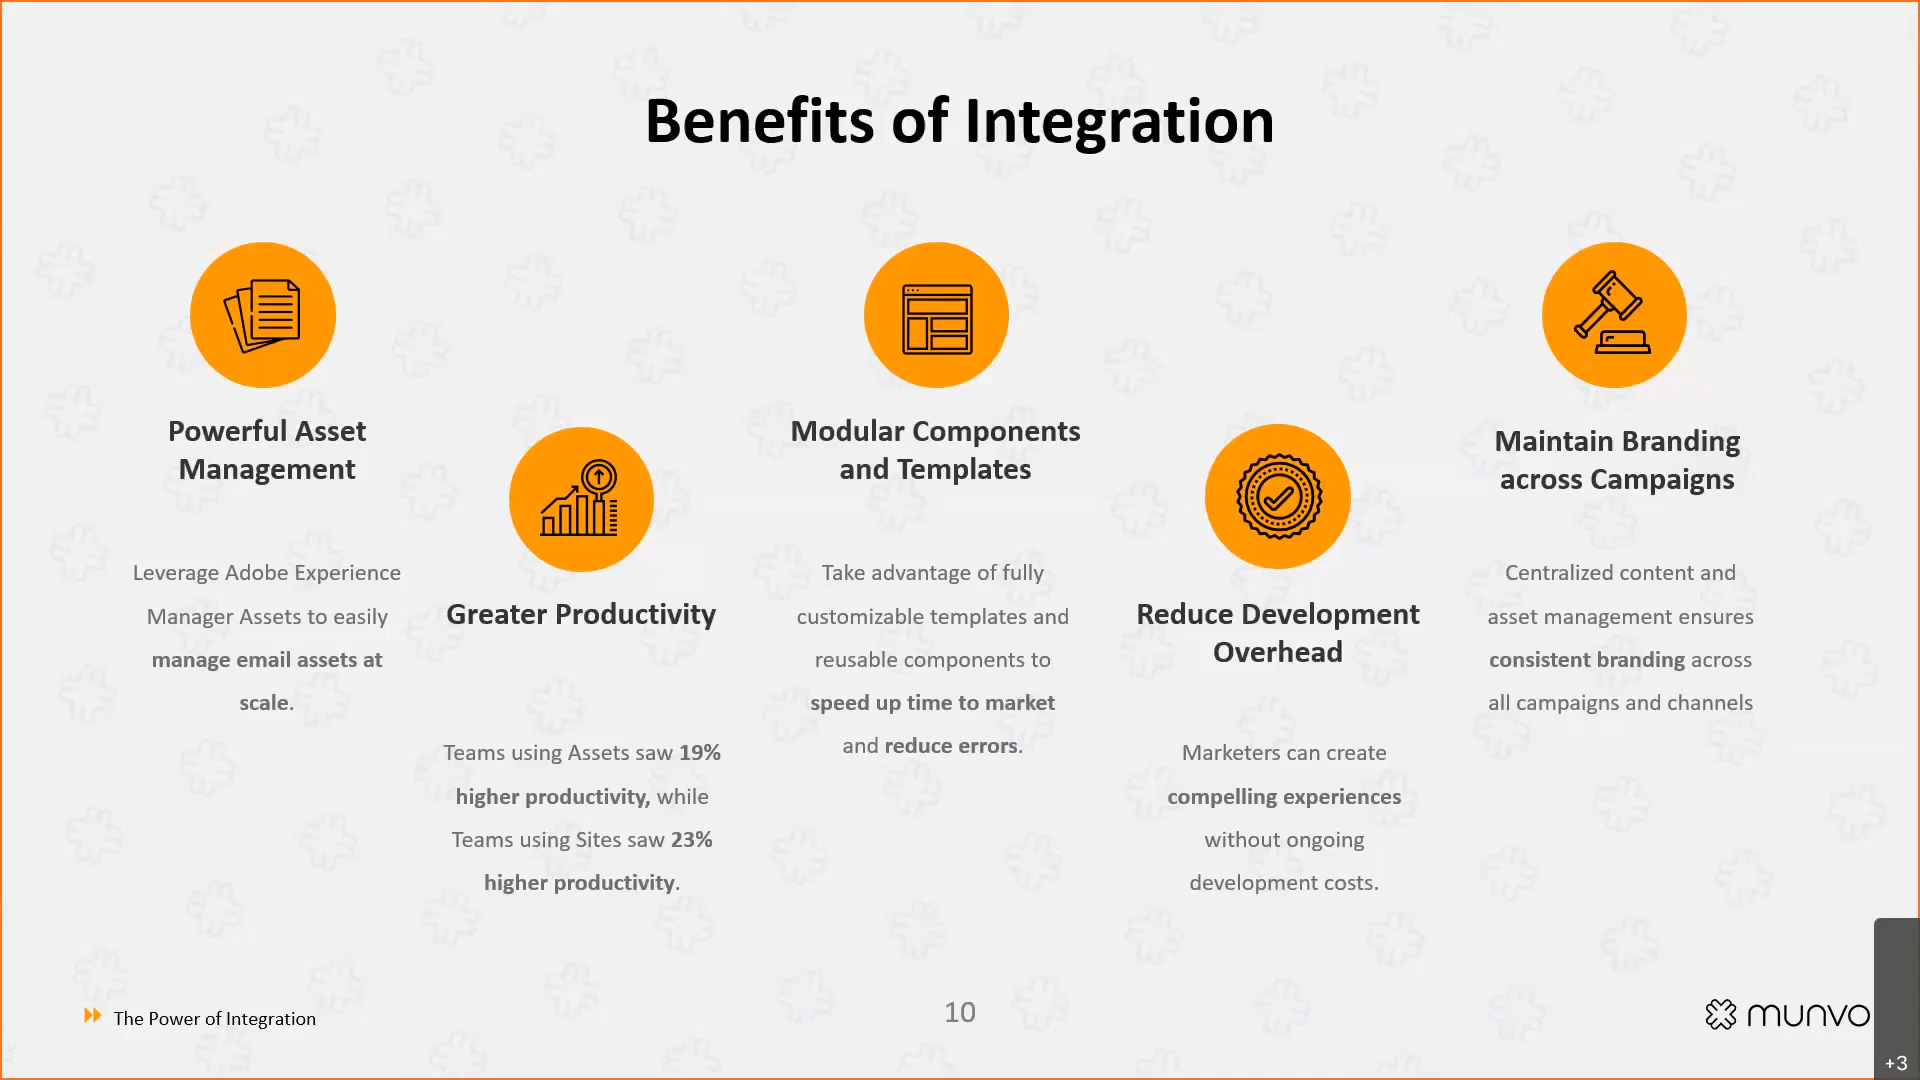 Benefits of Integration
Powerful Asset
Management
Leverage Adobe Experience
Manager Assets to easily
manage email assets at
scale.
Greater Productivity
Teams using Assets saw 19%
higher productivity, while
Teams using Sites saw 23%
higher productivity.
Modular Components
and Templates
Take advantage of fully
customizable templates and
reusable components to
speed up time to market
and reduce errors.
Reduce Development
Overhead
Marketers can create
compelling experiences
without ongoing
development costs.
Maintain Branding
across Campaigns
Centralized content and
asset management ensures
consistent branding across
all campaigns and channels
The Power of Integration
10
munvo
+3